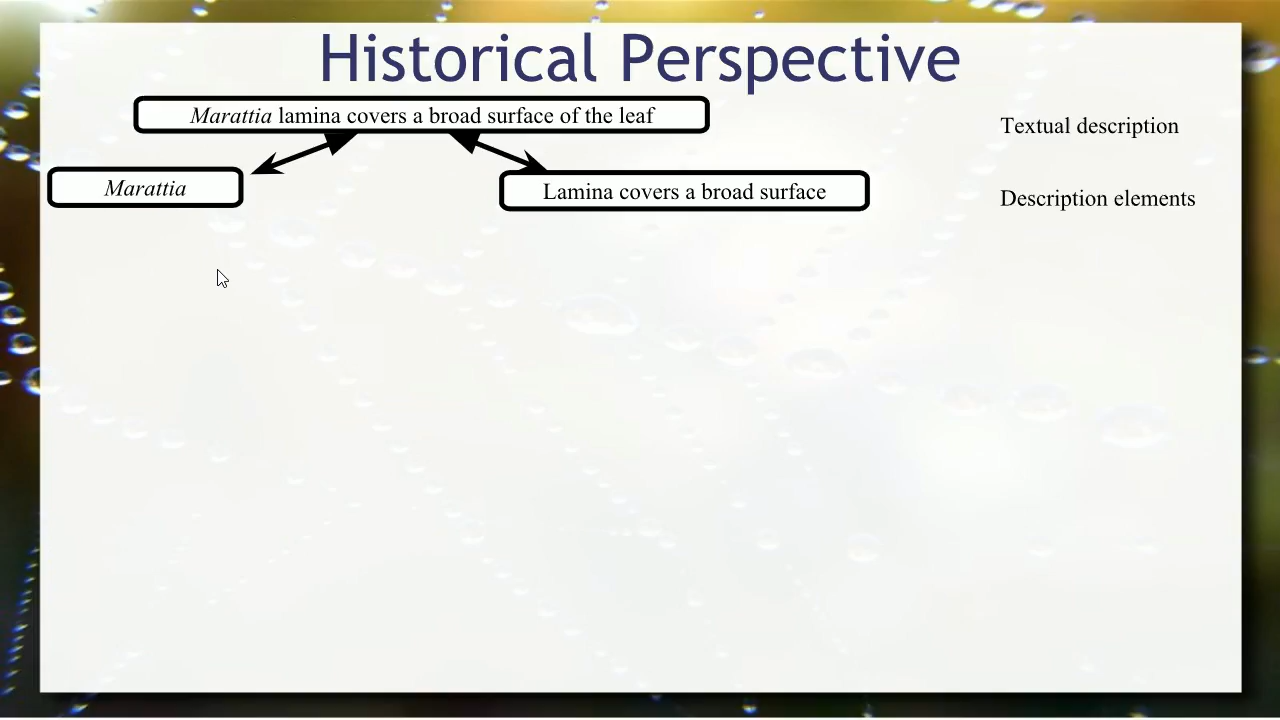 Historical Perspective
Marattia lamina covers a broad surface of the leaf
Textual description
Marattia
Lamina covers a broad surface
Description elements